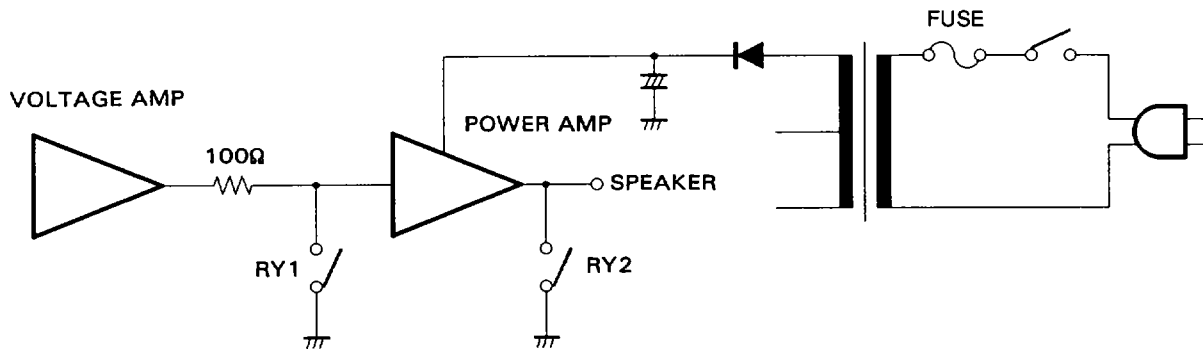 FUSE
VOLTAGE AMP
POWER AMP
100Ω
SPEAKER
RY1
RY2